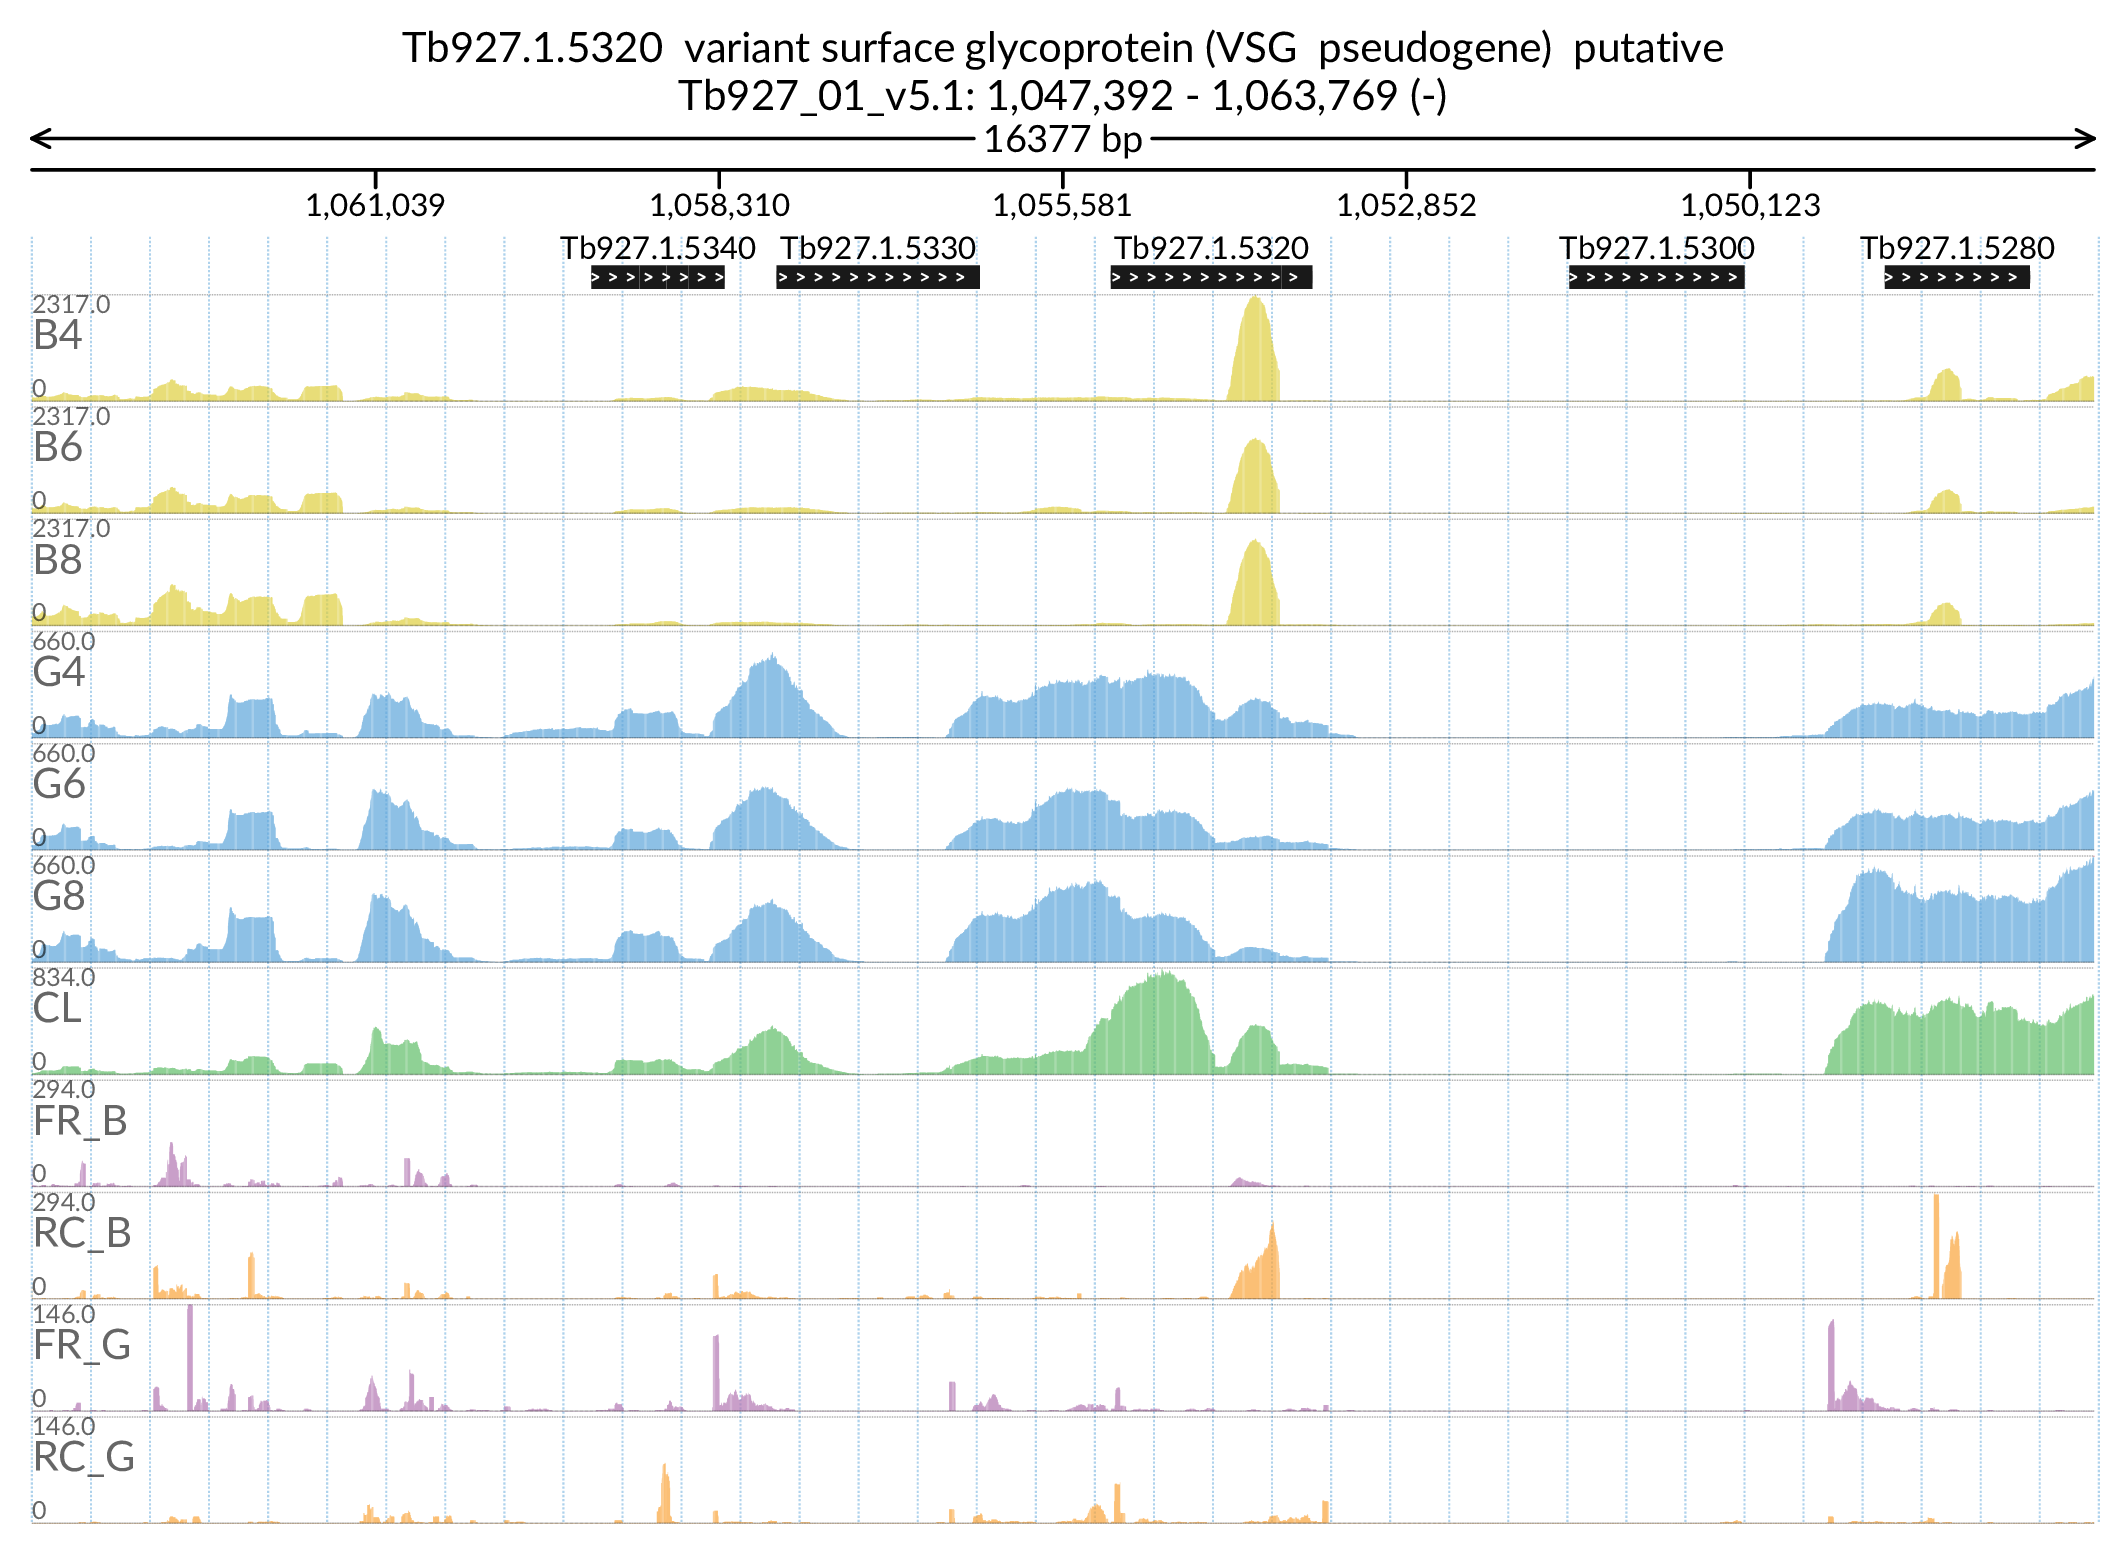 Tb927.1.5320  variant surface glycoprotein (VSG  pseudogene)  putative
Tb927_01_v5.1: 1,047,392 - 1,063,769 (-)
16377 bp
1,061,039 1,058,310 1,055,581 1,052,852 1,050,123
Tb927.1.5340 Tb927.1.5330 Tb927.1.5320 Tb927.1.5300 Tb927.1.5280
2317.0
B4
0
2317.0
B6
0
2317.0
B8
0
660.0
G4
0
660.0
G6
0
660.0
G8
0
834.0
CL
0
294.0
FR_B
0
294.0
RC_B
0
146.0
FR_G
0
146.0
RC_G
0